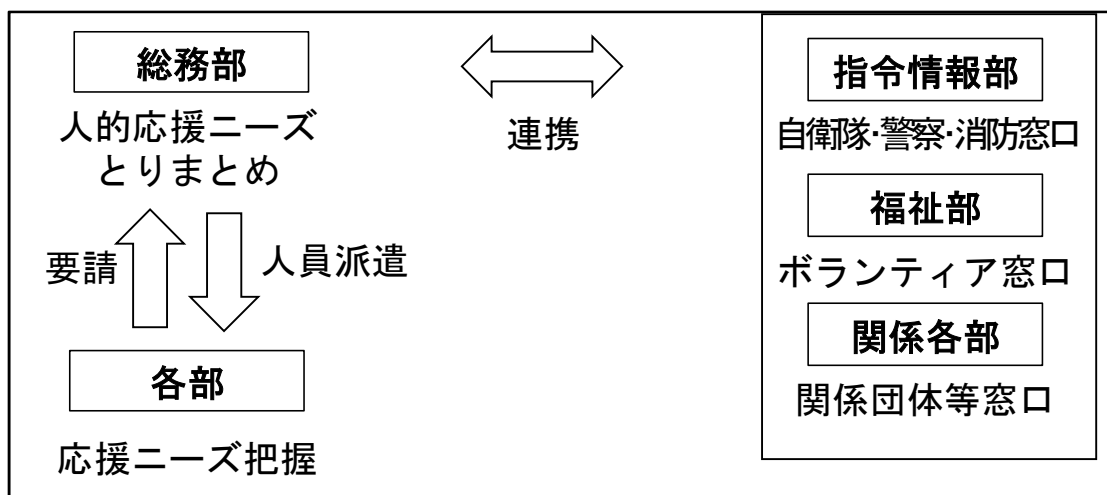 総務部
人的応援ニーズ
とりまとめ
要請
人員派遣
各部
応援ニーズ把握
連携
指令情報部
自衛隊・警察・消防窓口
福祉部
ボランティア窓口
関係各部
関係団体等窓口